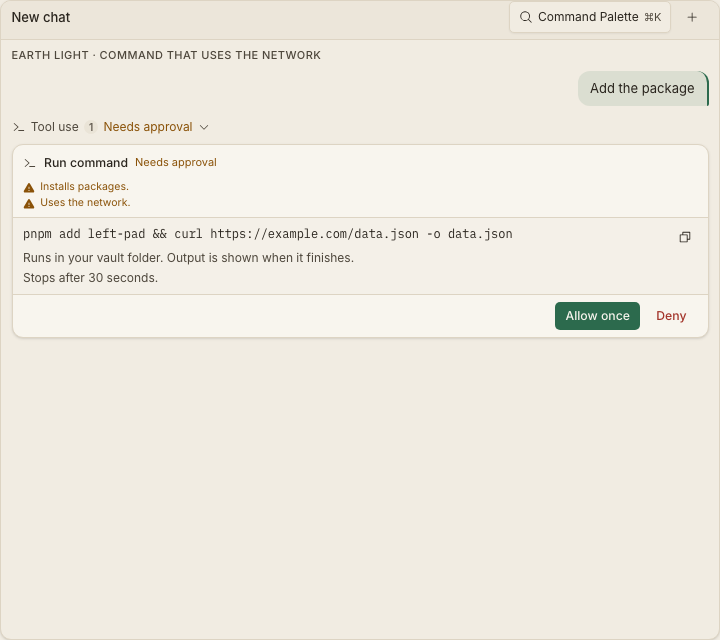 New chat
Command Palette ⌘K
EARTH LIGHT · COMMAND THAT USES THE NETWORK
Add the package
Tool use 1 Needs approval
Run command Needs approval
Installs packages.
Uses the network.
pnpm add left-pad && curl https://example.com/data.json -o data.json
Runs in your vault folder. Output is shown when it finishes.
Stops after 30 seconds.
Allow once
Deny